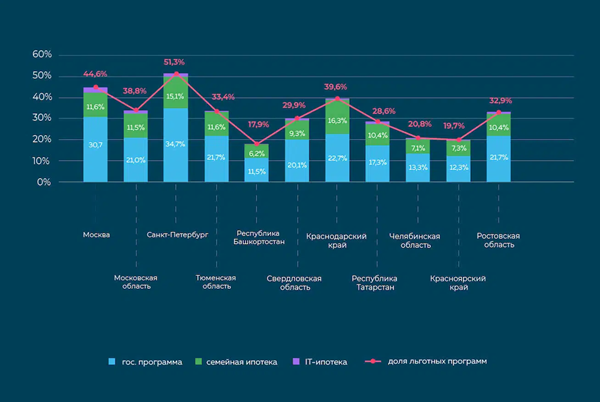 60%
50%
40%
30%
20%
10%
0%
44,6%
38,8%
51,3%
33,4%
17,9%
29,9%
39,6%
28,6%
20,8%
19,7%
32,9%
11,6%
11,5%
15,1%
11,6%
6,2%
9,3%
16,3%
10,4%
7,1%
7,3%
10,4%
30,7
21,0%
34,7%
21,7%
11,5%
20,1%
22,7%
17,3%
13,3%
12,3%
21,7%
Москва
Московская
область
Санкт-Петербург
Тюменская
область
Республика
Башкортостан
Свердловская
область
Краснодарский
край
Республика
Татарстан
Челябинская
область
Красноярский
край
Ростовская
область
гос. программа
семейная ипотека
IT-ипотека
доля льготных программ